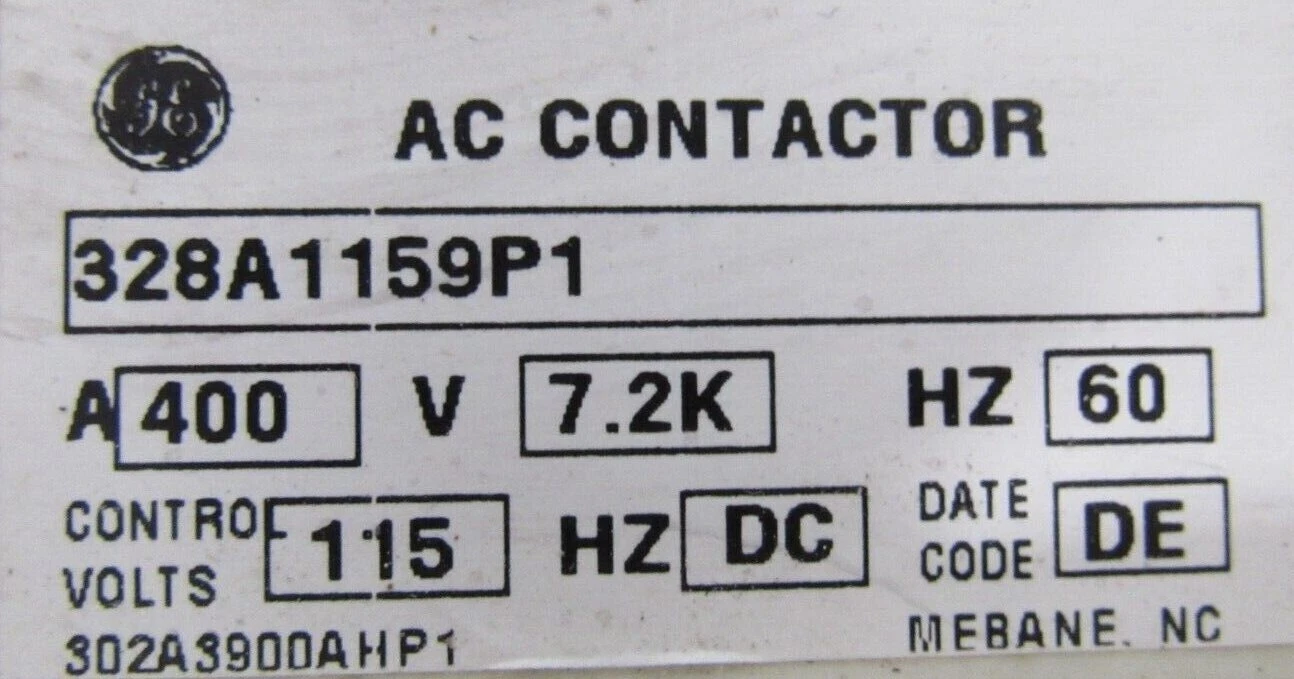 GE
AC CONTACTOR
328A1159P1
A 400 V 7.2K HZ 60
CONTROL VOLTS 115 HZ DC DATE CODE DE
302A3900AHP1 MEBANE, NC